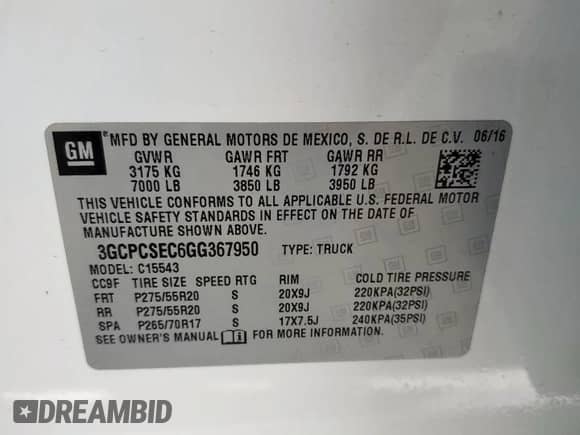 GM
®MFD BY GENERAL MOTORS DE MEXICO, S. DE R.L. DE C.V. 06/16
GVWR GAWR FRT GAWR RR
3175 KG 1746 KG 1792 KG
7000 LB 3850 LB 3950 LB
THIS VEHICLE CONFORMS TO ALL APPLICABLE U.S. FEDERAL MOTOR
VEHICLE SAFETY STANDARDS IN EFFECT ON THE DATE OF
MANUFACTURE SHOWN ABOVE.
3GCPCSEC6GG367950 TYPE: TRUCK
MODEL: C15543
CC9F TIRE SIZE SPEED RTG RIM COLD TIRE PRESSURE
FRT P275/55R20 S 20X9J 220KPA(32PSI)
RR P275/55R20 S 20X9J 220KPA(32PSI)
SPA P265/70R17 S 17X7.5J 240KPA(35PSI)
SEE OWNER'S MANUAL FOR MORE INFORMATION.
DREAMBID